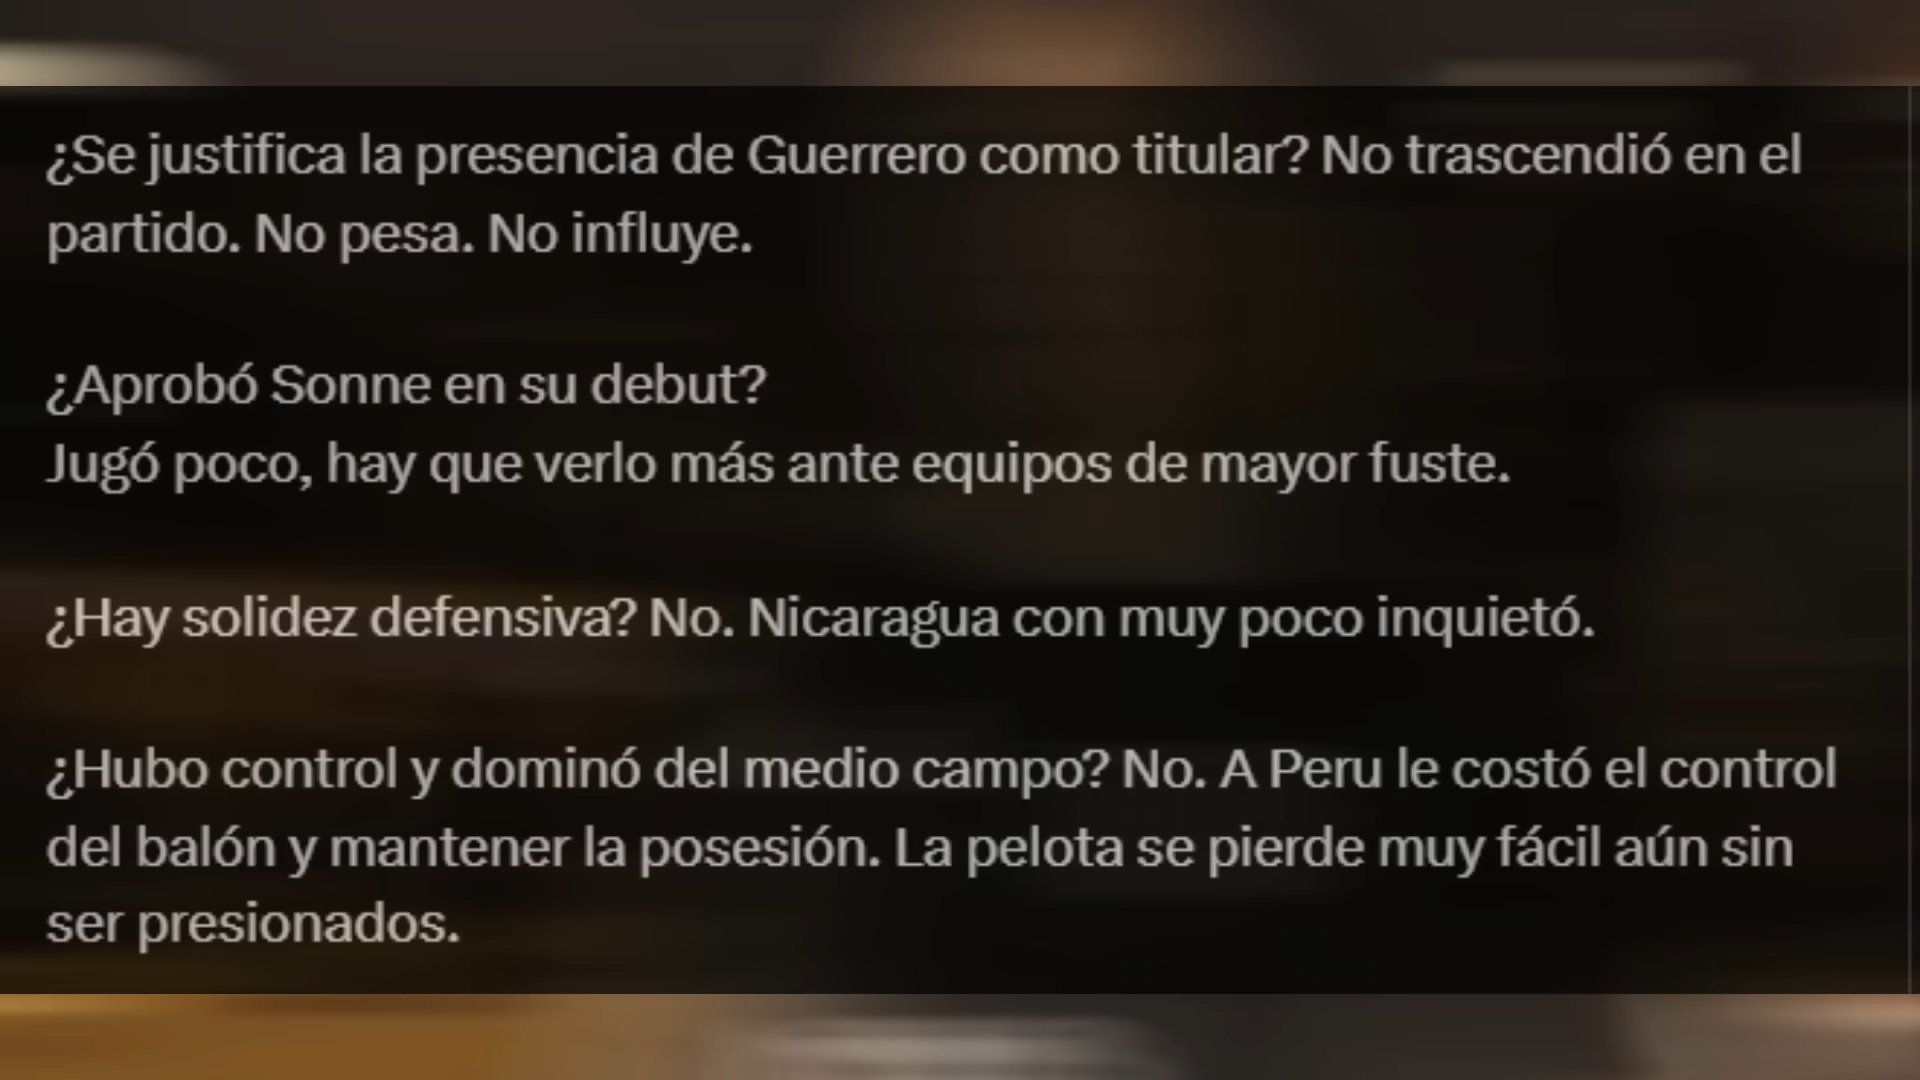 ¿Se justifica la presencia de Guerrero como titular? No trascendió en el
partido. No pesa. No influye.
¿Aprobó Sonne en su debut?
Jugó poco, hay que verlo más ante equipos de mayor fuste.
¿Hay solidez defensiva? No. Nicaragua con muy poco inquietó.
¿Hubo control y dominó del medio campo? No. A Peru le costó el control
del balón y mantener la posesión. La pelota se pierde muy fácil aún sin
ser presionados.